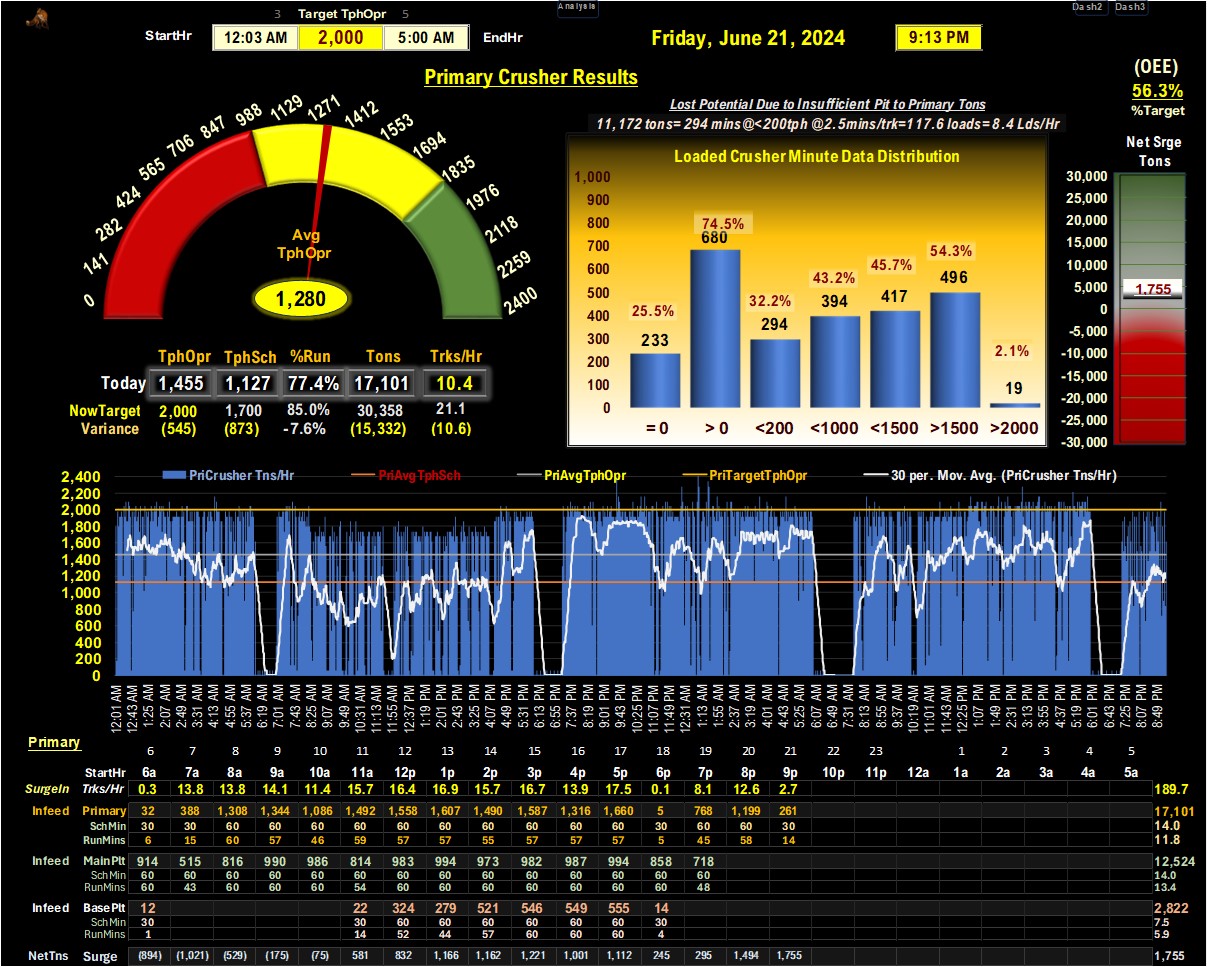 3 Target TphOpr 5
Analysis
Dash2 Dash3
StartHr 12:03 AM 2,000 5:00 AM EndHr
Friday, June 21, 2024 9:13 PM
Primary Crusher Results
(OEE)
56.3%
%Target
Lost Potential Due to Insufficient Pit to Primary Tons
11,172 tons= 294 mins@<200tph @2.5mins/trk=117.6 loads= 8.4 Lds/Hr
0 141 282 424 565 706 847 988 1129 1271 1412 1553 1694 1835 1976 2118 2259 2400
Avg
TphOpr
1,280
Loaded Crusher Minute Data Distribution
1,000
900
800
700
600
500
400
300
200
100
0
25.5% 74.5% 32.2% 43.2% 45.7% 54.3% 2.1%
233 680 294 394 417 496 19
= 0 > 0 <200 <1000 <1500 >1500 >2000
Net Srge
Tons
30,000
25,000
20,000
15,000
10,000
5,000
0
-5,000
-10,000
-15,000
-20,000
-25,000
-30,000
1,755
TphOpr TphSch %Run Tons Trks/Hr
Today 1,455 1,127 77.4% 17,101 10.4
NowTarget 2,000 1,700 85.0% 30,358 21.1
Variance (545) (873) -7.6% (15,332) (10.6)
PriCrusher Tns/Hr PriAvgTphSch PriAvgTphOpr PriTargetTphOpr 30 per. Mov. Avg. (PriCrusher Tns/Hr)
2,400
2,200
2,000
1,800
1,600
1,400
1,200
1,000
800
600
400
200
0
12:01 AM 12:43 AM 1:25 AM 2:07 AM 2:49 AM 3:31 AM 4:13 AM 4:55 AM 5:37 AM 6:19 AM 7:01 AM 7:43 AM 8:25 AM 9:07 AM 9:49 AM 10:31 AM 11:13 AM 11:55 AM 12:37 PM 1:19 PM 2:01 PM 2:43 PM 3:25 PM 4:07 PM 4:49 PM 5:31 PM 6:13 PM 6:55 PM 7:37 PM 8:19 PM 9:01 PM 9:43 PM 10:25 PM 11:07 PM 11:49 PM 12:31 AM 1:13 AM 1:55 AM 2:37 AM 3:19 AM 4:01 AM 4:43 AM 5:25 AM 6:07 AM 6:49 AM 7:31 AM 8:13 AM 8:55 AM 9:37 AM 10:19 AM 11:01 AM 11:43 AM 12:25 PM 1:07 PM 1:49 PM 2:31 PM 3:13 PM 3:55 PM 4:37 PM 5:19 PM 6:01 PM 7:25 PM 8:07 PM 8:49 PM
Primary
6 7 8 9 10 11 12 13 14 15 16 17 18 19 20 21 22 23 1 2 3 4 5
StartHr 6a 7a 8a 9a 10a 11a 12p 1p 2p 3p 4p 5p 6p 7p 8p 9p 10p 11p 12a 1a 2a 3a 4a 5a
SurgeIn Trks/Hr 0.3 13.8 13.8 14.1 11.4 15.7 16.4 16.9 15.7 16.7 13.9 17.5 0.1 8.1 12.6 2.7 189.7
Infeed Primary 32 388 1,308 1,344 1,086 1,492 1,558 1,607 1,490 1,587 1,316 1,660 5 768 1,199 261 17,101
SchMin 30 30 60 60 60 60 60 60 60 60 60 60 30 60 60 30 14.0
RunMins 6 15 60 57 46 59 57 57 55 57 57 57 5 45 58 14 11.8
Infeed MainPlt 914 515 816 990 986 814 983 994 973 982 987 994 858 718 12,524
SchMin 60 60 60 60 60 60 60 60 60 60 60 60 60 60 14.0
RunMins 60 43 60 60 60 54 60 60 60 60 60 60 60 48 13.4
Infeed BasePlt 12 22 324 279 521 546 549 555 14 2,822
SchMin 30 30 60 60 60 60 60 60 30 7.5
RunMins 1 14 52 44 57 60 60 60 4 5.9
NetTns Surge (894) (1,021) (529) (175) (75) 581 832 1,166 1,162 1,221 1,001 1,112 245 295 1,494 1,755 1,755